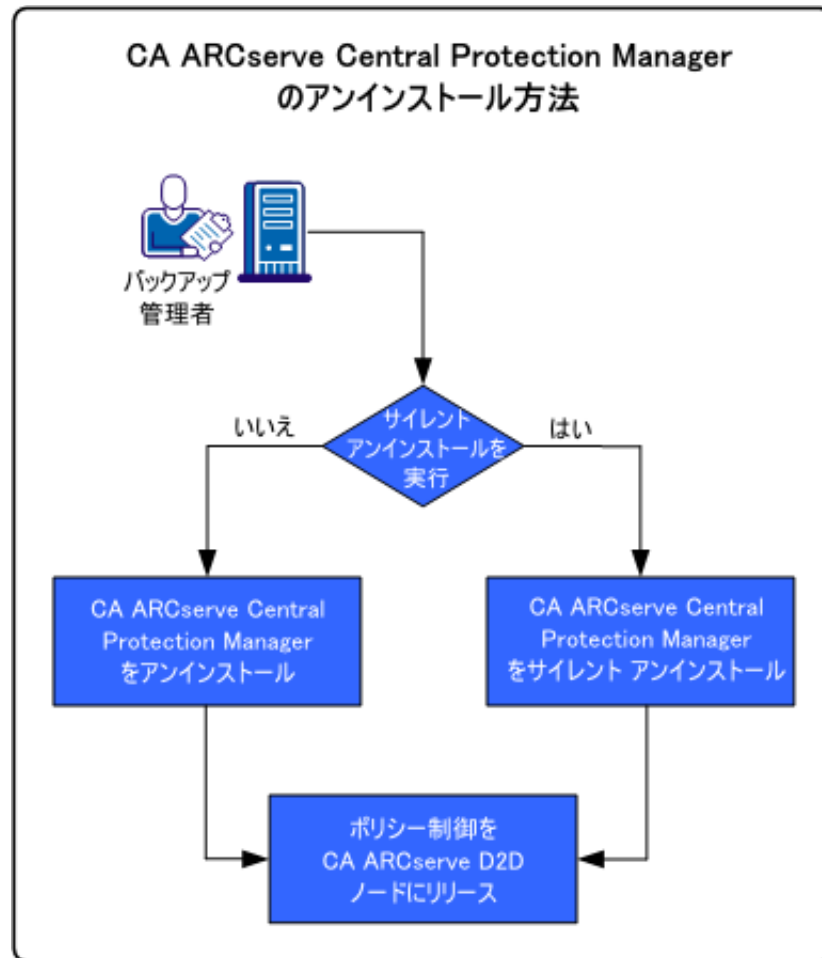 CA ARCserve Central Protection Manager
のアンインストール方法
バックアップ
管理者
サイレント
アンインストールを
実行
いいえ
はい
CA ARCserve Central
Protection Manager
をアンインストール
CA ARCserve Central
Protection Manager
をサイレント アンインストール
ポリシー制御を
CA ARCserve D2D
ノードにリリース